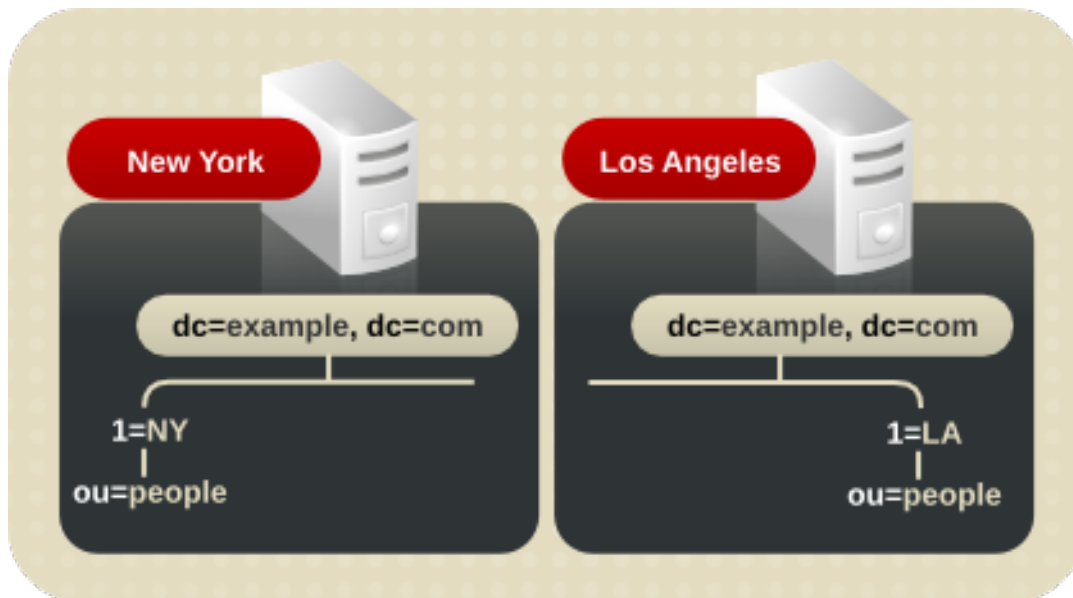 New York
dc=example, dc=com
1=NY
ou=people
Los Angeles
dc=example, dc=com
1=LA
ou=people